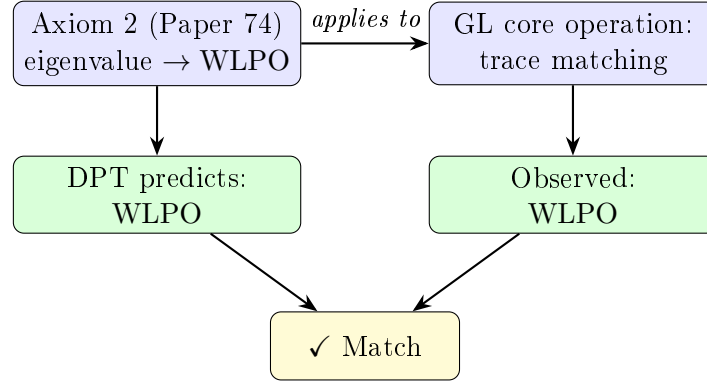 Axiom 2 (Paper 74)
eigenvalue → WLPO
applies to
GL core operation:
trace matching
DPT predicts:
WLPO
Observed:
WLPO
✓ Match